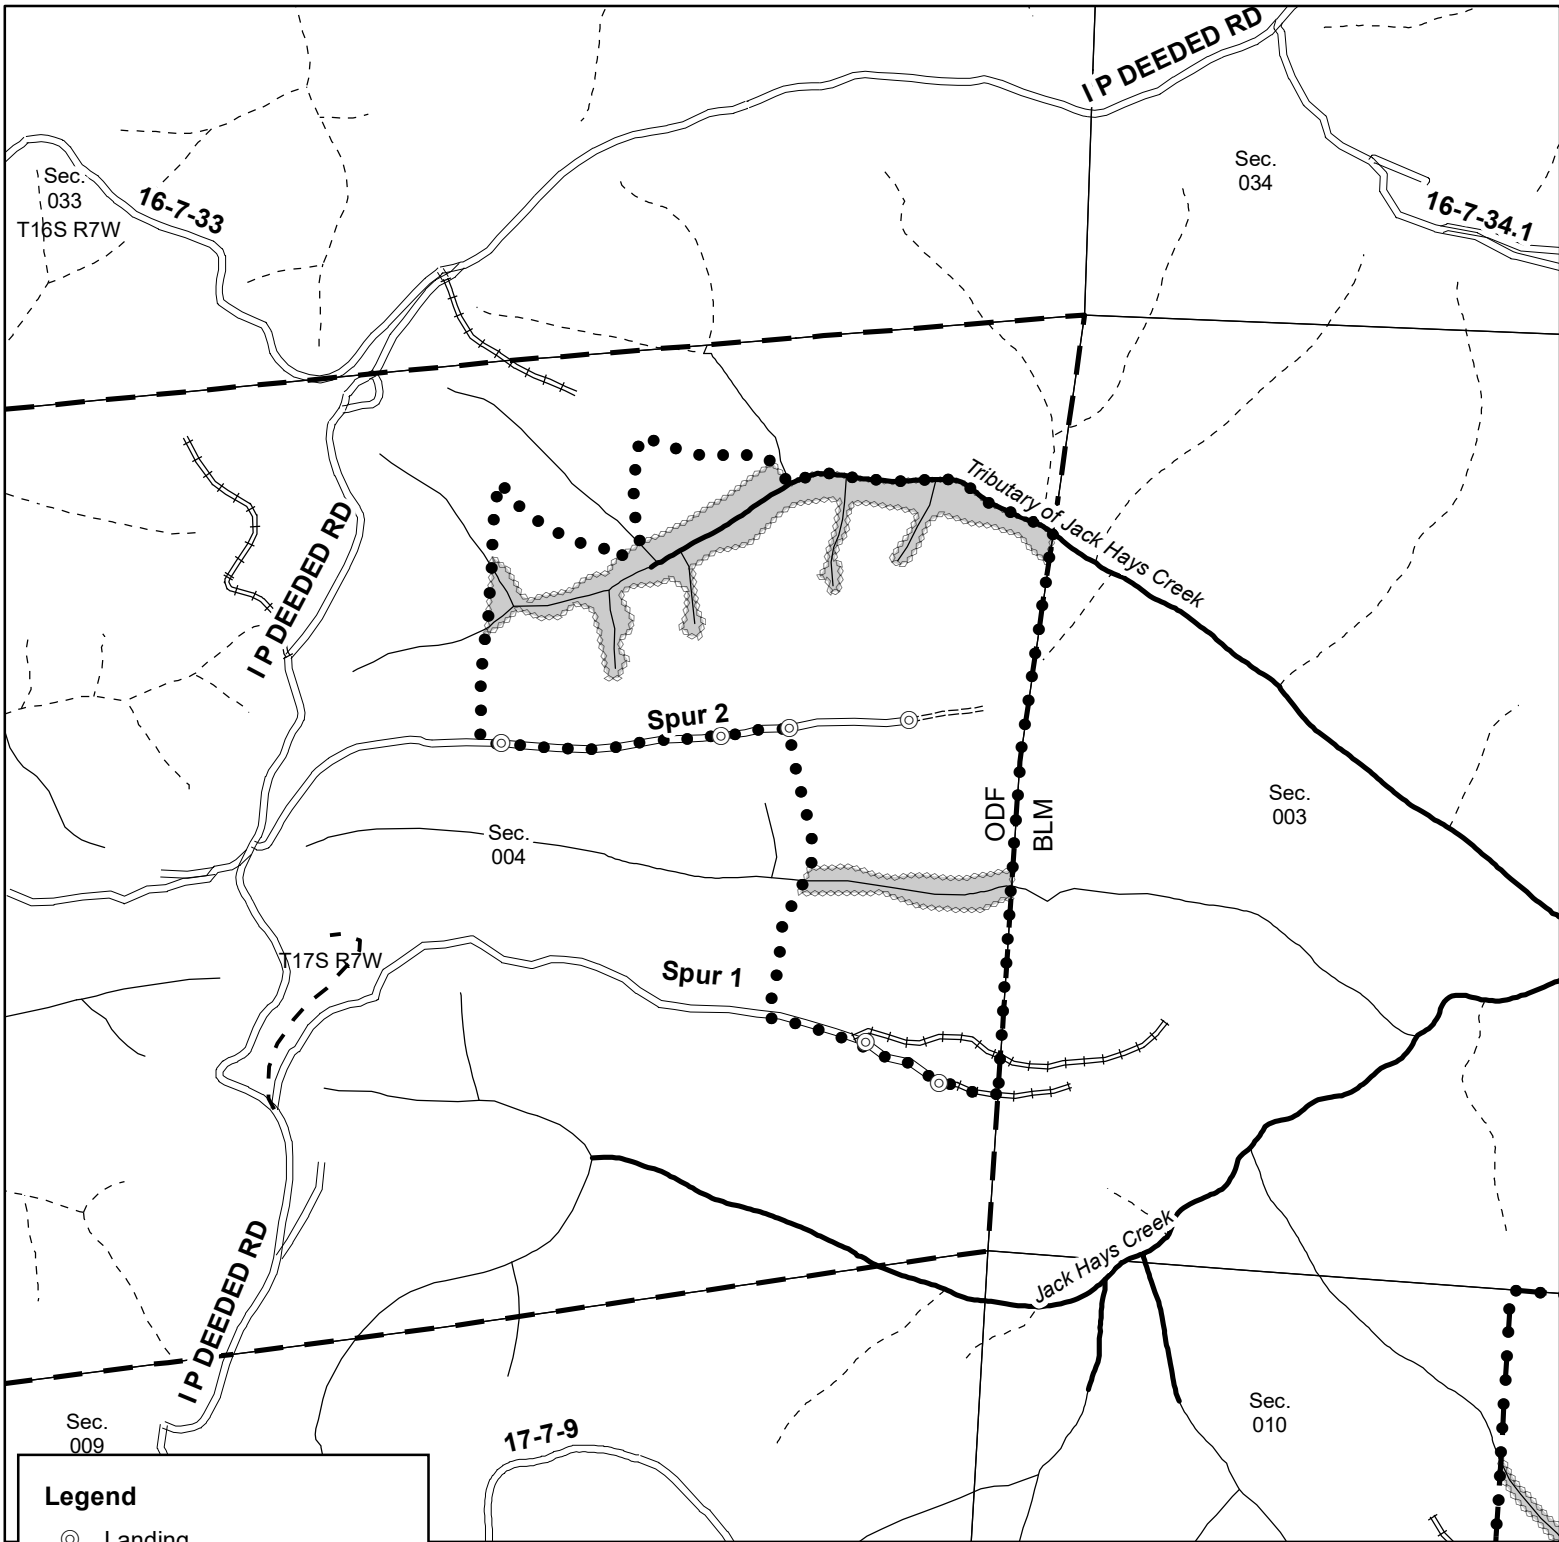 I P DEEDED RD
Sec.
034
Sec.
033
T16S R7W
16-7-33
16-7-34.1
Tributary of Jack Hays Creek
I P DEEDED RD
Spur 2
ODF
BLM
Sec.
003
Sec.
004
T17S R7W
Spur 1
Jack Hays Creek
I P DEEDED RD
Sec.
010
Sec.
009
17-7-9
Legend
Landing